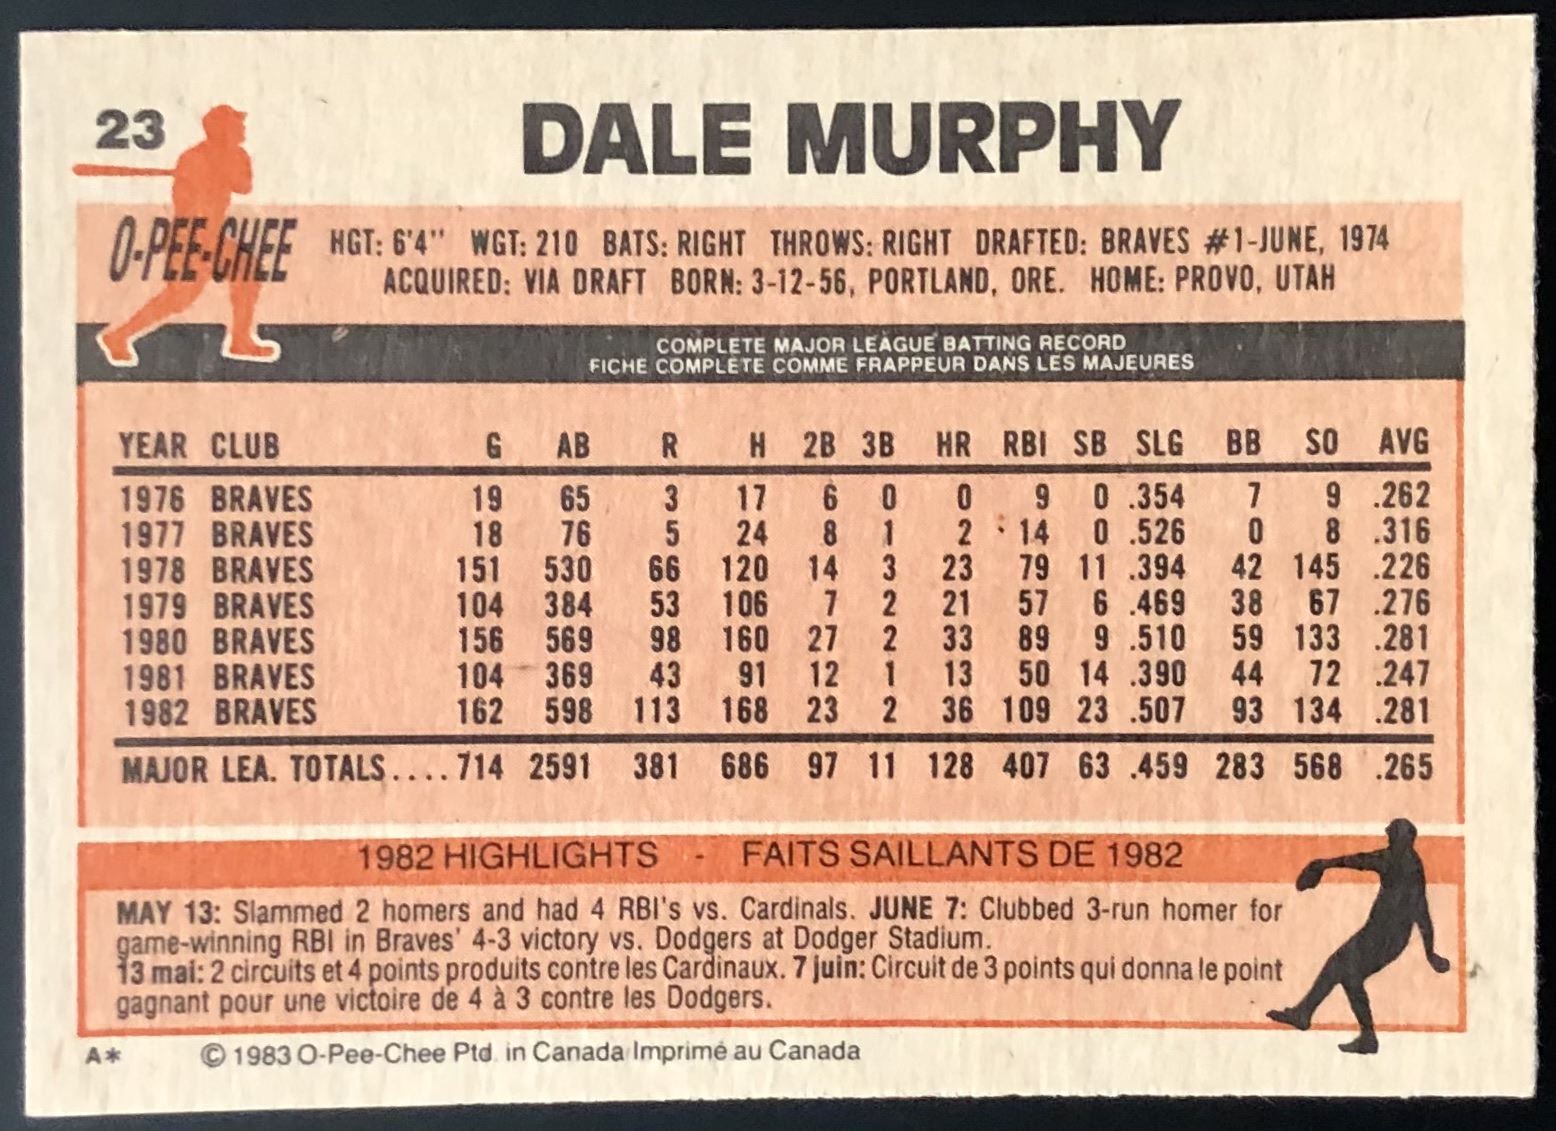 23
DALE MURPHY
O-PEE-CHEE
HGT: 6'4" WGT: 210 BATS: RIGHT THROWS: RIGHT DRAFTED: BRAVES #1-JUNE, 1974
ACQUIRED: VIA DRAFT BORN: 3-12-56, PORTLAND, ORE. HOME: PROVO, UTAH
COMPLETE MAJOR LEAGUE BATTING RECORD
FICHE COMPLÈTE COMME FRAPPEUR DANS LES MAJEURES
YEAR CLUB G AB R H 2B 3B HR RBI SB SLG BB SO AVG
1976 BRAVES 19 65 3 17 6 0 0 9 0 .354 7 9 .262
1977 BRAVES 18 76 5 24 8 1 2 14 0 .526 0 8 .316
1978 BRAVES 151 530 66 120 14 3 23 79 11 .394 42 145 .226
1979 BRAVES 104 384 53 106 7 2 21 57 6 .469 38 67 .276
1980 BRAVES 156 569 98 160 27 2 33 89 9 .510 59 133 .281
1981 BRAVES 104 369 43 91 12 1 13 50 14 .390 44 72 .247
1982 BRAVES 162 598 113 168 23 2 36 109 23 .507 93 134 .281
MAJOR LEA. TOTALS....714 2591 381 686 97 11 128 407 63 .459 283 568 .265
1982 HIGHLIGHTS - FAITS SAILLANTS DE 1982
MAY 13: Slammed 2 homers and had 4 RBI's vs. Cardinals. JUNE 7: Clubbed 3-run homer for
game-winning RBI in Braves' 4-3 victory vs. Dodgers at Dodger Stadium.
13 mai: 2 circuits et 4 points produits contre les Cardinaux. 7 juin: Circuit de 3 points qui donna le point
gagnant pour une victoire de 4 à 3 contre les Dodgers.
A* © 1983 O-Pee-Chee Ptd. in Canada Imprimé au Canada